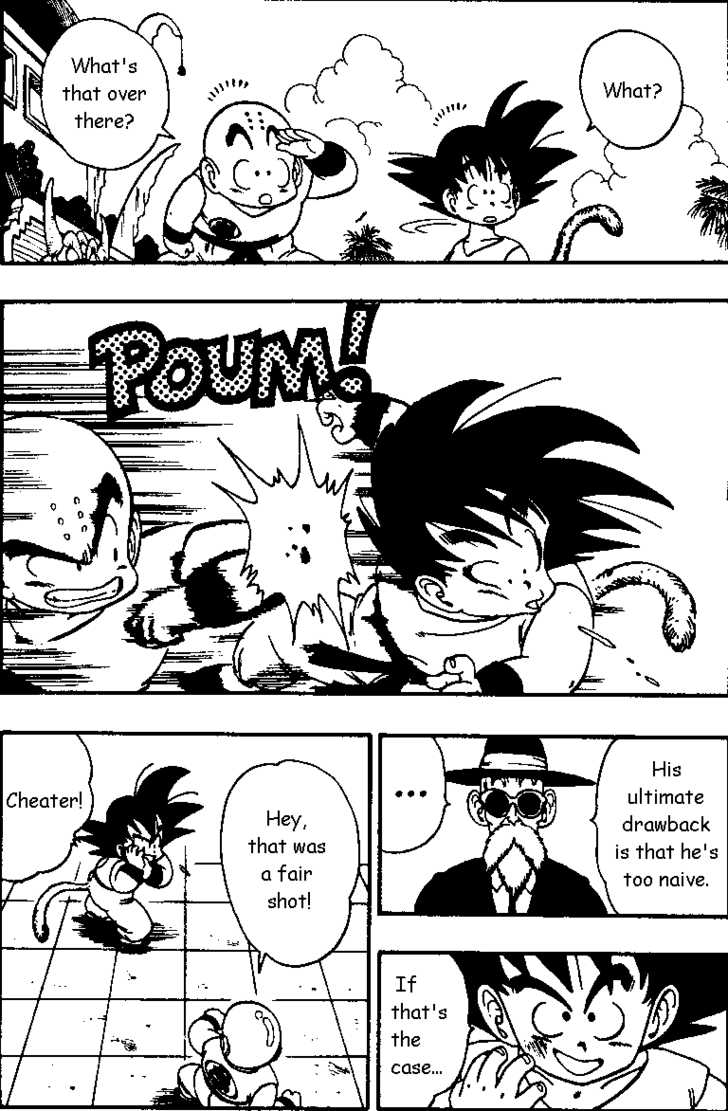 What's
that over
there?
What?
POUM!
Cheater!
Hey,
that was
a fair
shot!
...
His
ultimate
drawback
is that he's
too naive.
If
that's
the
case...